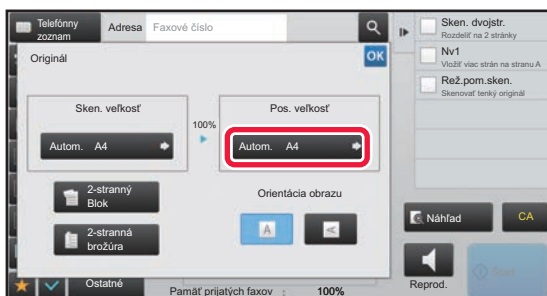 Telefónny
zoznam
Adresa
Faxové číslo
Originál
OK
Sken. veľkosť
100%
Pos. veľkosť
Autom. A4
Autom. A4
2-stranný
Blok
Orientácia obrazu
2-stranná
brožúra
A
A
Ostatné
Pamäť prijatých faxov : 100%
Sken. dvojstr.
Rozdeliť na 2 stránky
Nv1
Vložiť viac strán na stranu A
Rež.pom.sken.
Skenovať tenký originál
Náhľad
CA
Reprod.
Start